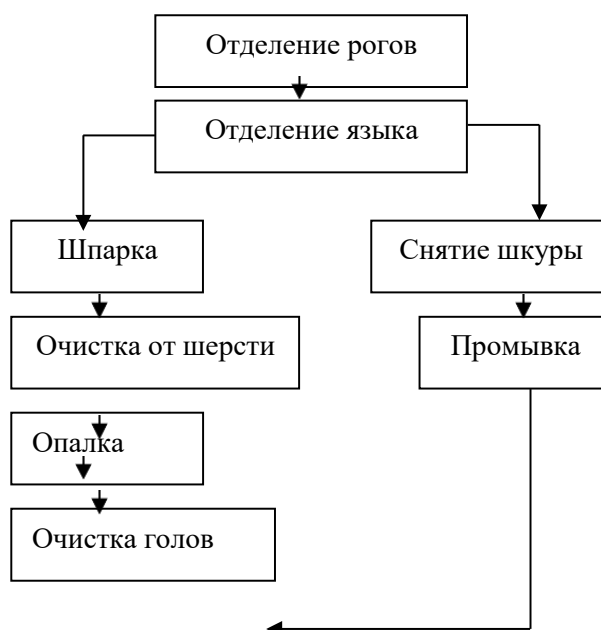 Отделение рогов
Отделение языка
Шпарка
Снятие шкуры
Очистка от шерсти
Промывка
Опалка
Очистка голов